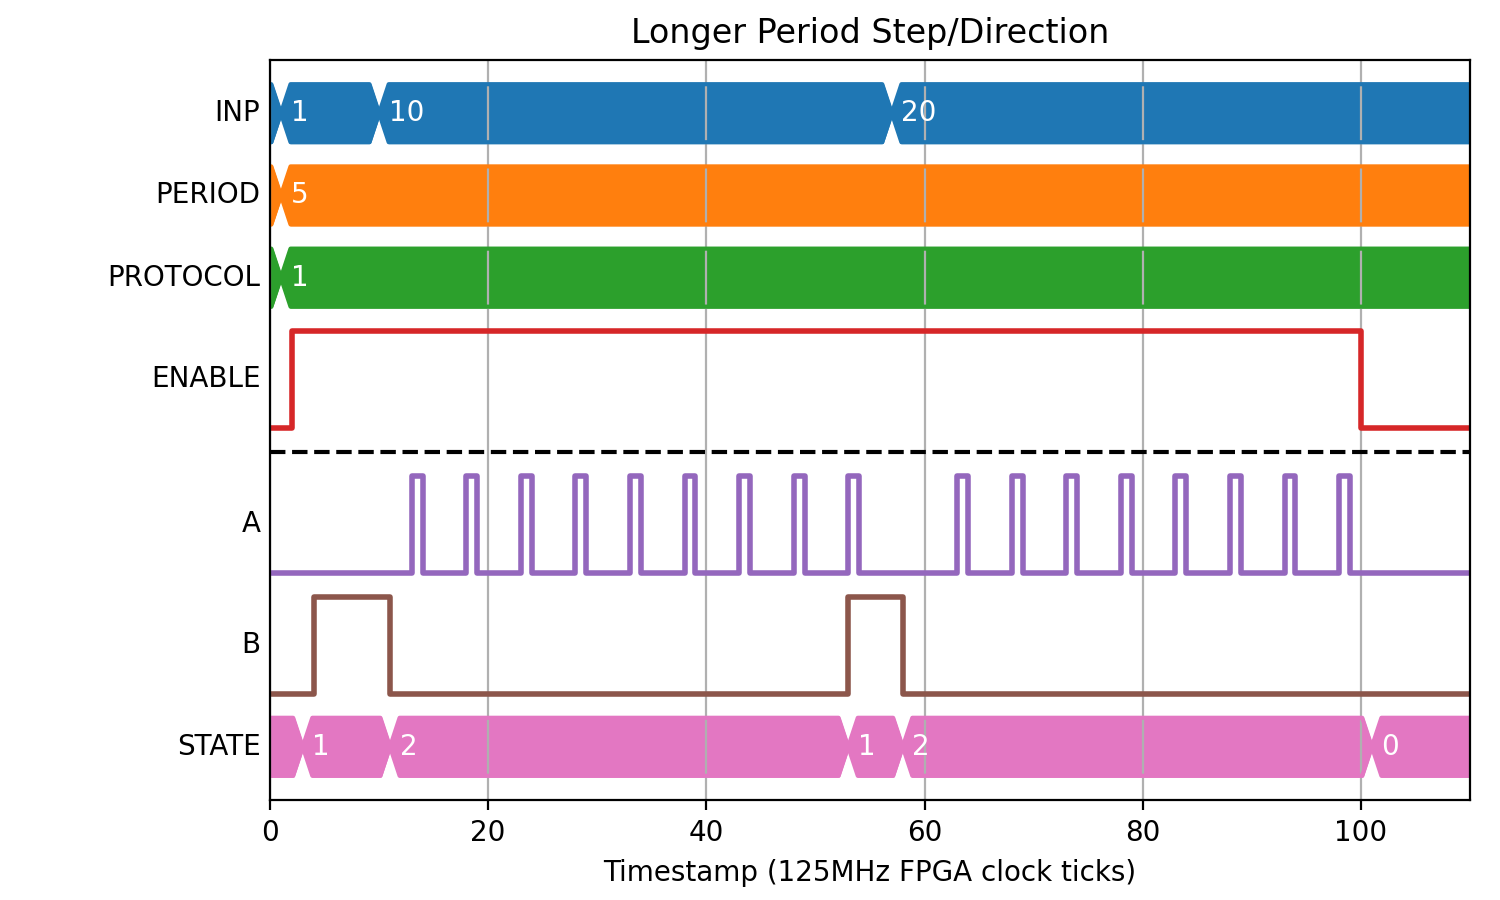 Longer Period Step/Direction
INP 1 10 20
PERIOD 5
PROTOCOL 1
ENABLE
A
B
STATE 1 2 1 2 0
0 20 40 60 80 100
Timestamp (125MHz FPGA clock ticks)